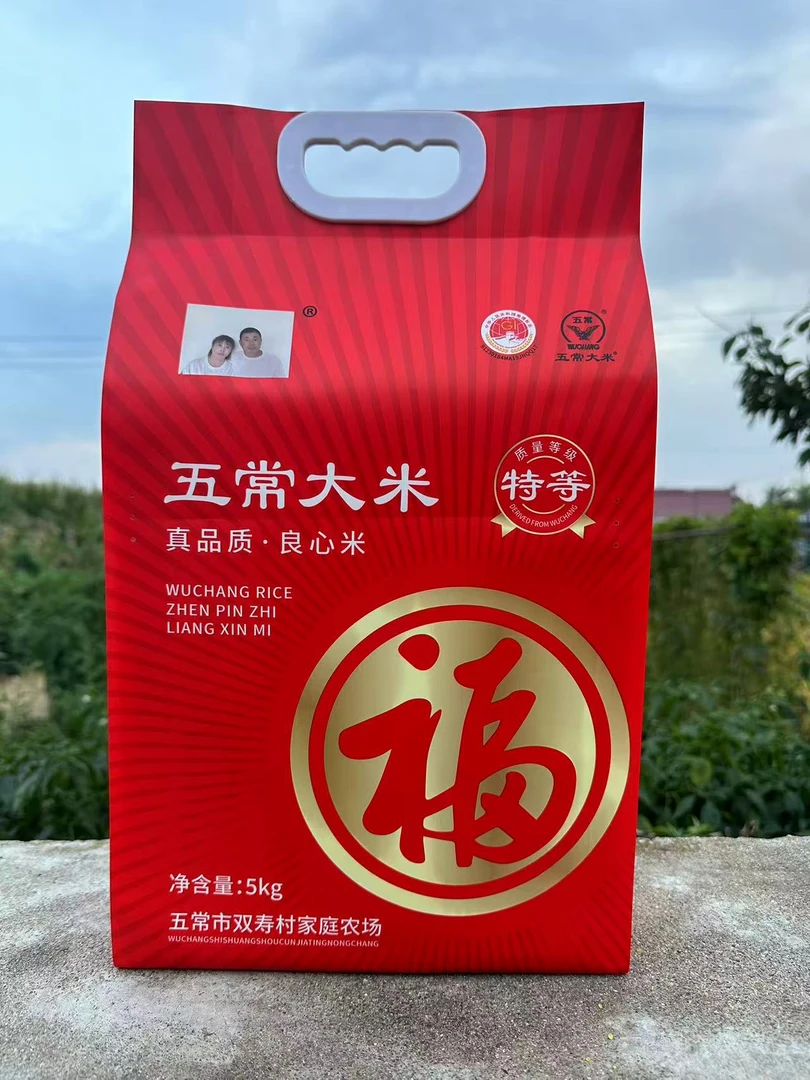 ®
GI
五常
WUCHANG
五常大米®
五常大米
质量等级
特等
DERIVED FROM WUCHANG
真品质·良心米
WUCHANG RICE
ZHEN PIN ZHI
LIANG XIN MI
福
净含量:5kg
五常市双寿村家庭农场
WUCHANGSHISHUANGSHOUCUNJIATINGNONGCHANG